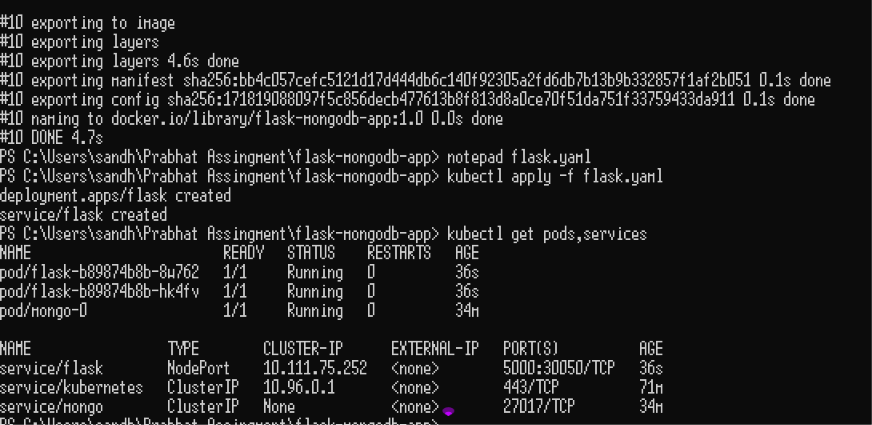 #10 exporting to image
#10 exporting layers
#10 exporting layers 4.6s done
#10 exporting manifest sha256:bb4c057cefc5121d17d444db6c140f92305a2fd6db7b13b9b332857f1af2b051 0.1s done
#10 exporting config sha256:171819088097f5c856decb477613b8f813d8a0ce70f51da751f33759433da911 0.1s done
#10 naming to docker.io/library/flask-mongodb-app:1.0 0.0s done
#10 DONE 4.7s
PS C:\Users\sandh\Prabhat Assingment\flask-mongodb-app> notepad flask.yaml
PS C:\Users\sandh\Prabhat Assingment\flask-mongodb-app> kubectl apply -f flask.yaml
deployment.apps/flask created
service/flask created
PS C:\Users\sandh\Prabhat Assingment\flask-mongodb-app> kubectl get pods,services
NAME READY STATUS RESTARTS AGE
pod/flask-b89874b8b-8w762 1/1 Running 0 36s
pod/flask-b89874b8b-hk4fv 1/1 Running 0 36s
pod/mongo-0 1/1 Running 0 34m
NAME TYPE CLUSTER-IP EXTERNAL-IP PORT(S) AGE
service/flask NodePort 10.111.75.252 <none> 5000:30050/TCP 36s
service/kubernetes ClusterIP 10.96.0.1 <none> 443/TCP 71m
service/mongo ClusterIP None <none> 27017/TCP 34m
PS C:\Users\sandh\Prabhat Assingment\flask-mongodb-app>